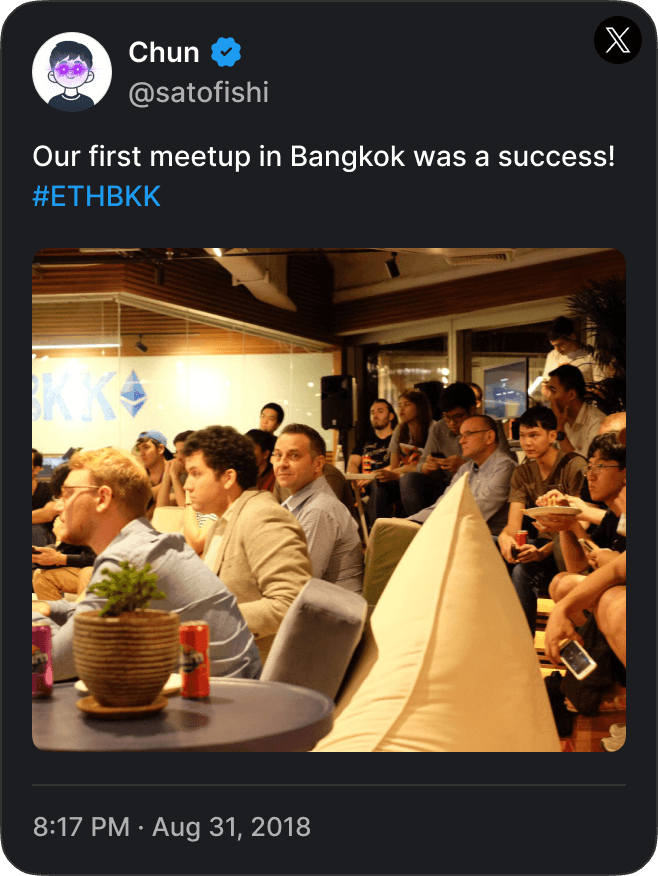 Chun
@satofishi
Our first meetup in Bangkok was a success!
#ETHBKK
BKK
8:17 PM · Aug 31, 2018